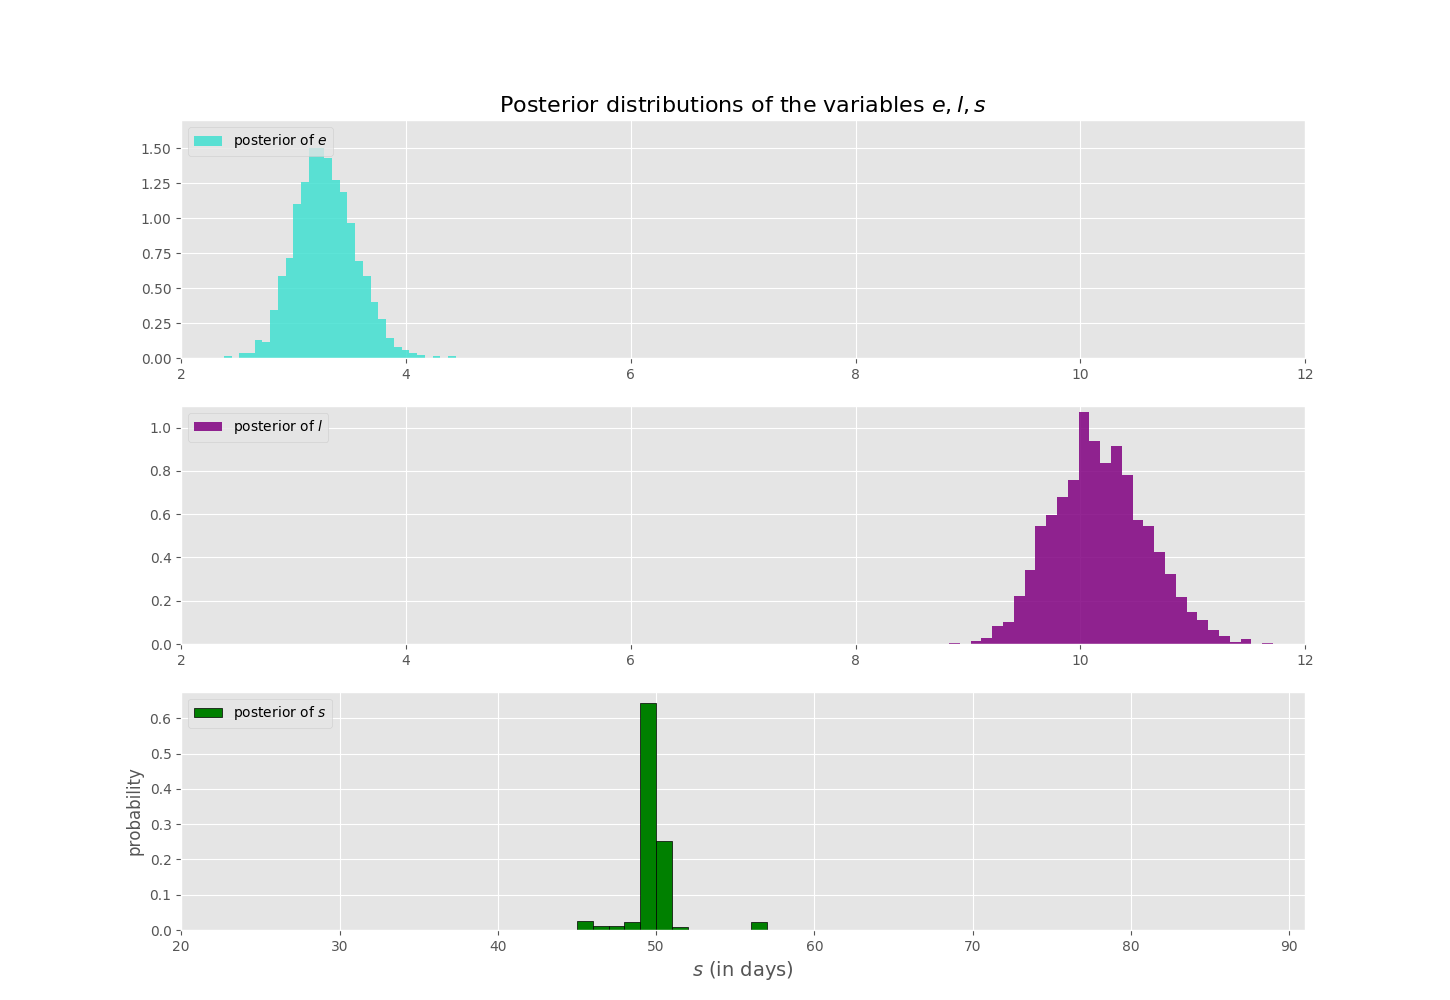 Posterior distributions of the variables e, l, s
posterior of e
1.50
1.25
1.00
0.75
0.50
0.25
0.00
2 4 6 8 10 12
posterior of l
1.0
0.8
0.6
0.4
0.2
0.0
2 4 6 8 10 12
posterior of s
0.6
0.5
0.4
0.3
0.2
0.1
0.0
probability
20 30 40 50 60 70 80 90
s (in days)